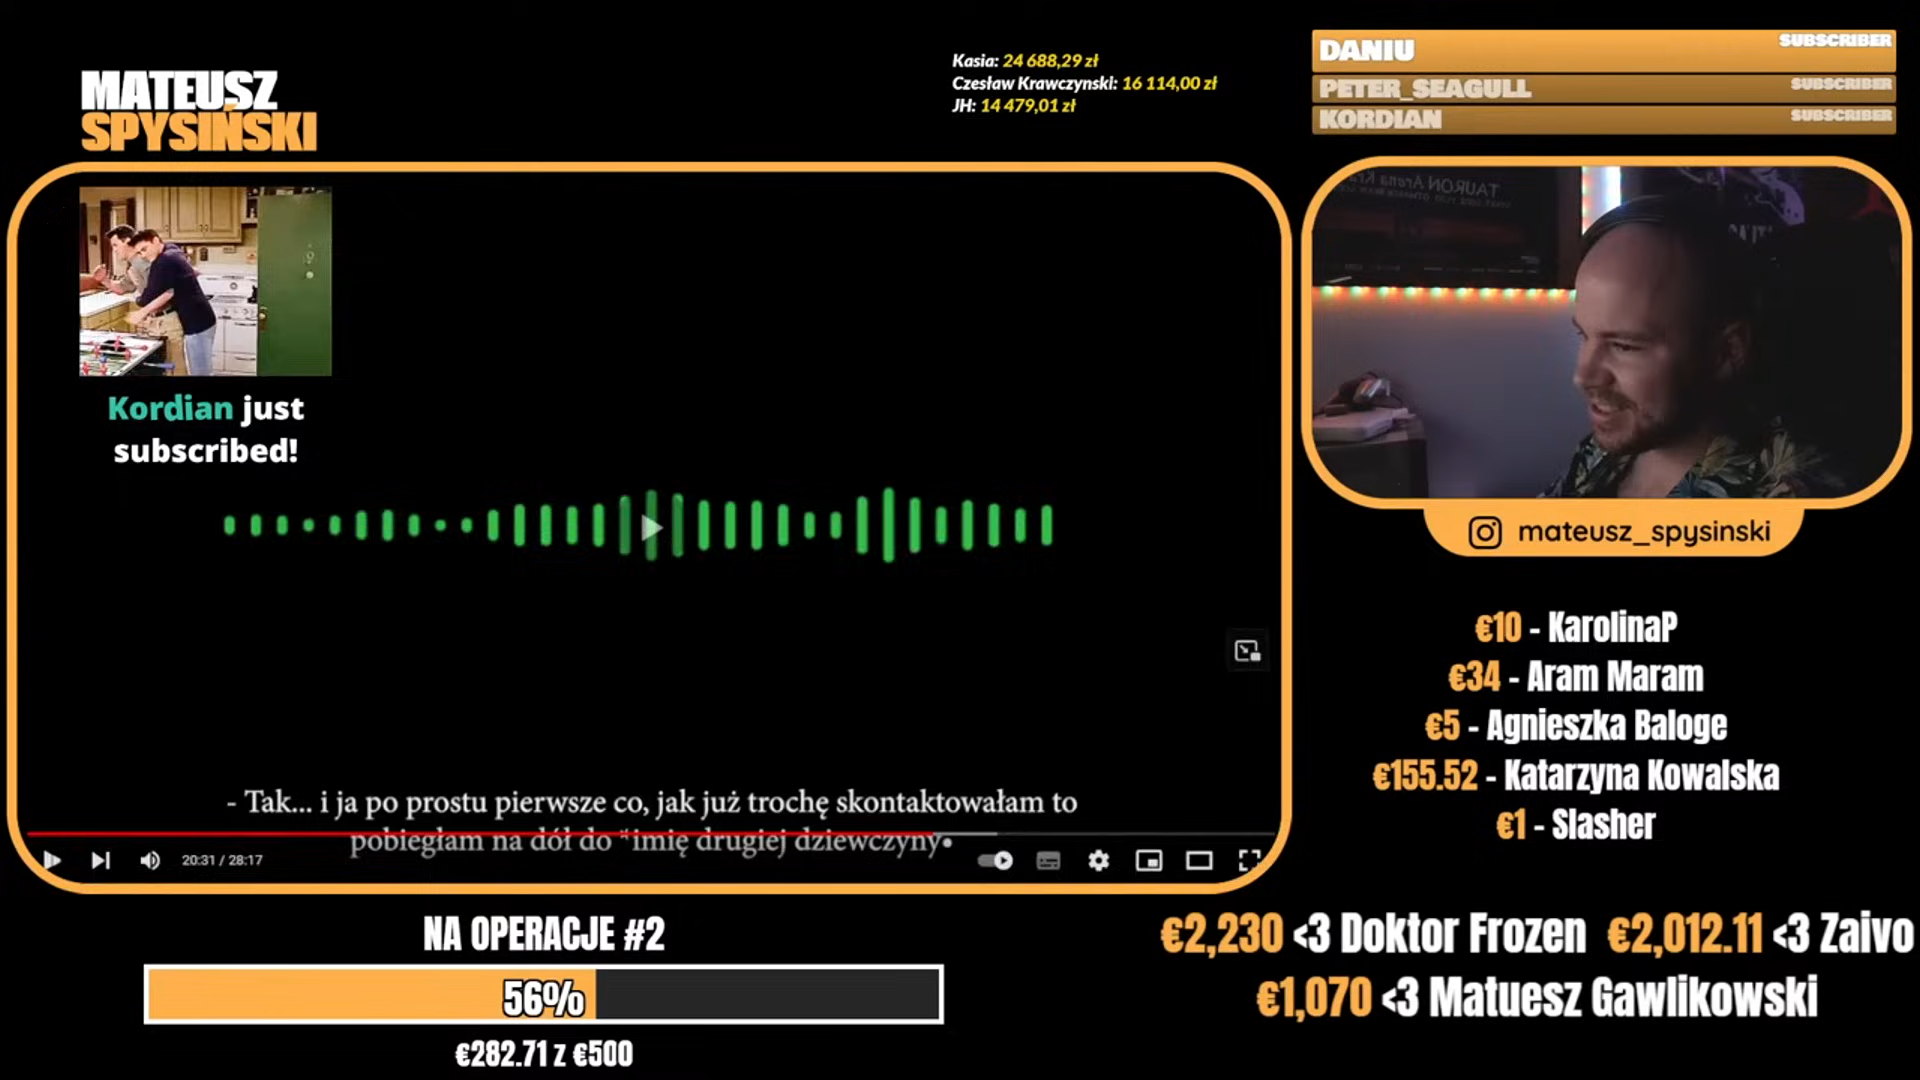 MATEUSZ
SPYSIŃSKI
Kasia: 24 688,29 zł
Czesław Krawczynski: 16 114,00 zł
JH: 14 479,01 zł
DANIU SUBSCRIBER
PETER_SEAGULL SUBSCRIBER
KORDIAN SUBSCRIBER
TAURON Arena Kra
Kordian just
subscribed!
mateusz_spysinski
€10 - KarolinaP
€34 - Aram Maram
€5 - Agnieszka Baloge
€155.52 - Katarzyna Kowalska
€1 - Slasher
- Tak... i ja po prostu pierwsze co, jak już trochę skontaktowałam to
pobiegłam na dół do *imię drugiej dziewczyny
20:31 / 28:17
NA OPERACJE #2
56%
€282.71 z €500
€2,230 <3 Doktor Frozen €2,012.11 <3 Zaivo
€1,070 <3 Matuesz Gawlikowski